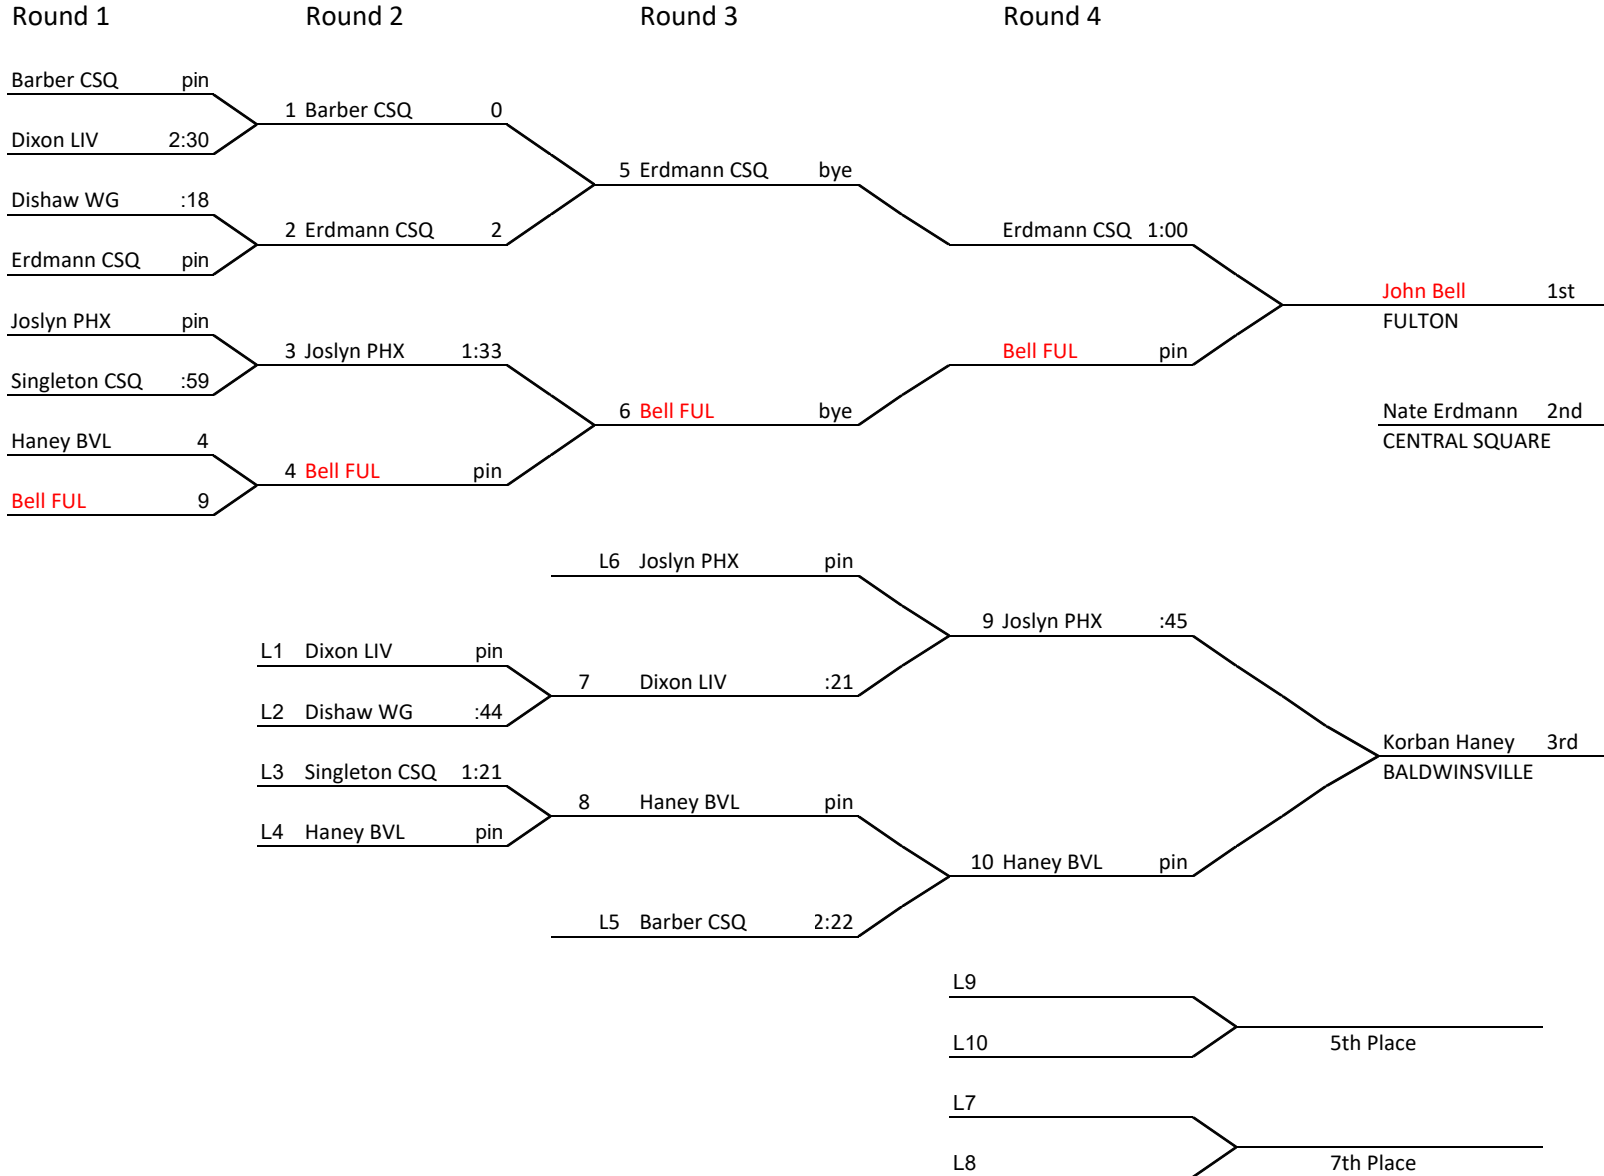 Round 1 Round 2 Round 3 Round 4
Barber CSQ pin
1 Barber CSQ 0
Dixon LIV 2:30
5 Erdmann CSQ bye
Dishaw WG :18
2 Erdmann CSQ 2
Erdmann CSQ 1:00
Erdmann CSQ pin
John Bell 1st
Joslyn PHX pin
FULTON
3 Joslyn PHX 1:33
Bell FUL pin
Singleton CSQ :59
6 Bell FUL bye
Nate Erdmann 2nd
Haney BVL 4
CENTRAL SQUARE
4 Bell FUL pin
Bell FUL 9
L6 Joslyn PHX pin
9 Joslyn PHX :45
L1 Dixon LIV pin
7 Dixon LIV :21
L2 Dishaw WG :44
Korban Haney 3rd
L3 Singleton CSQ 1:21
BALDWINSVILLE
8 Haney BVL pin
L4 Haney BVL pin
10 Haney BVL pin
L5 Barber CSQ 2:22
L9
L10
5th Place
L7
L8
7th Place